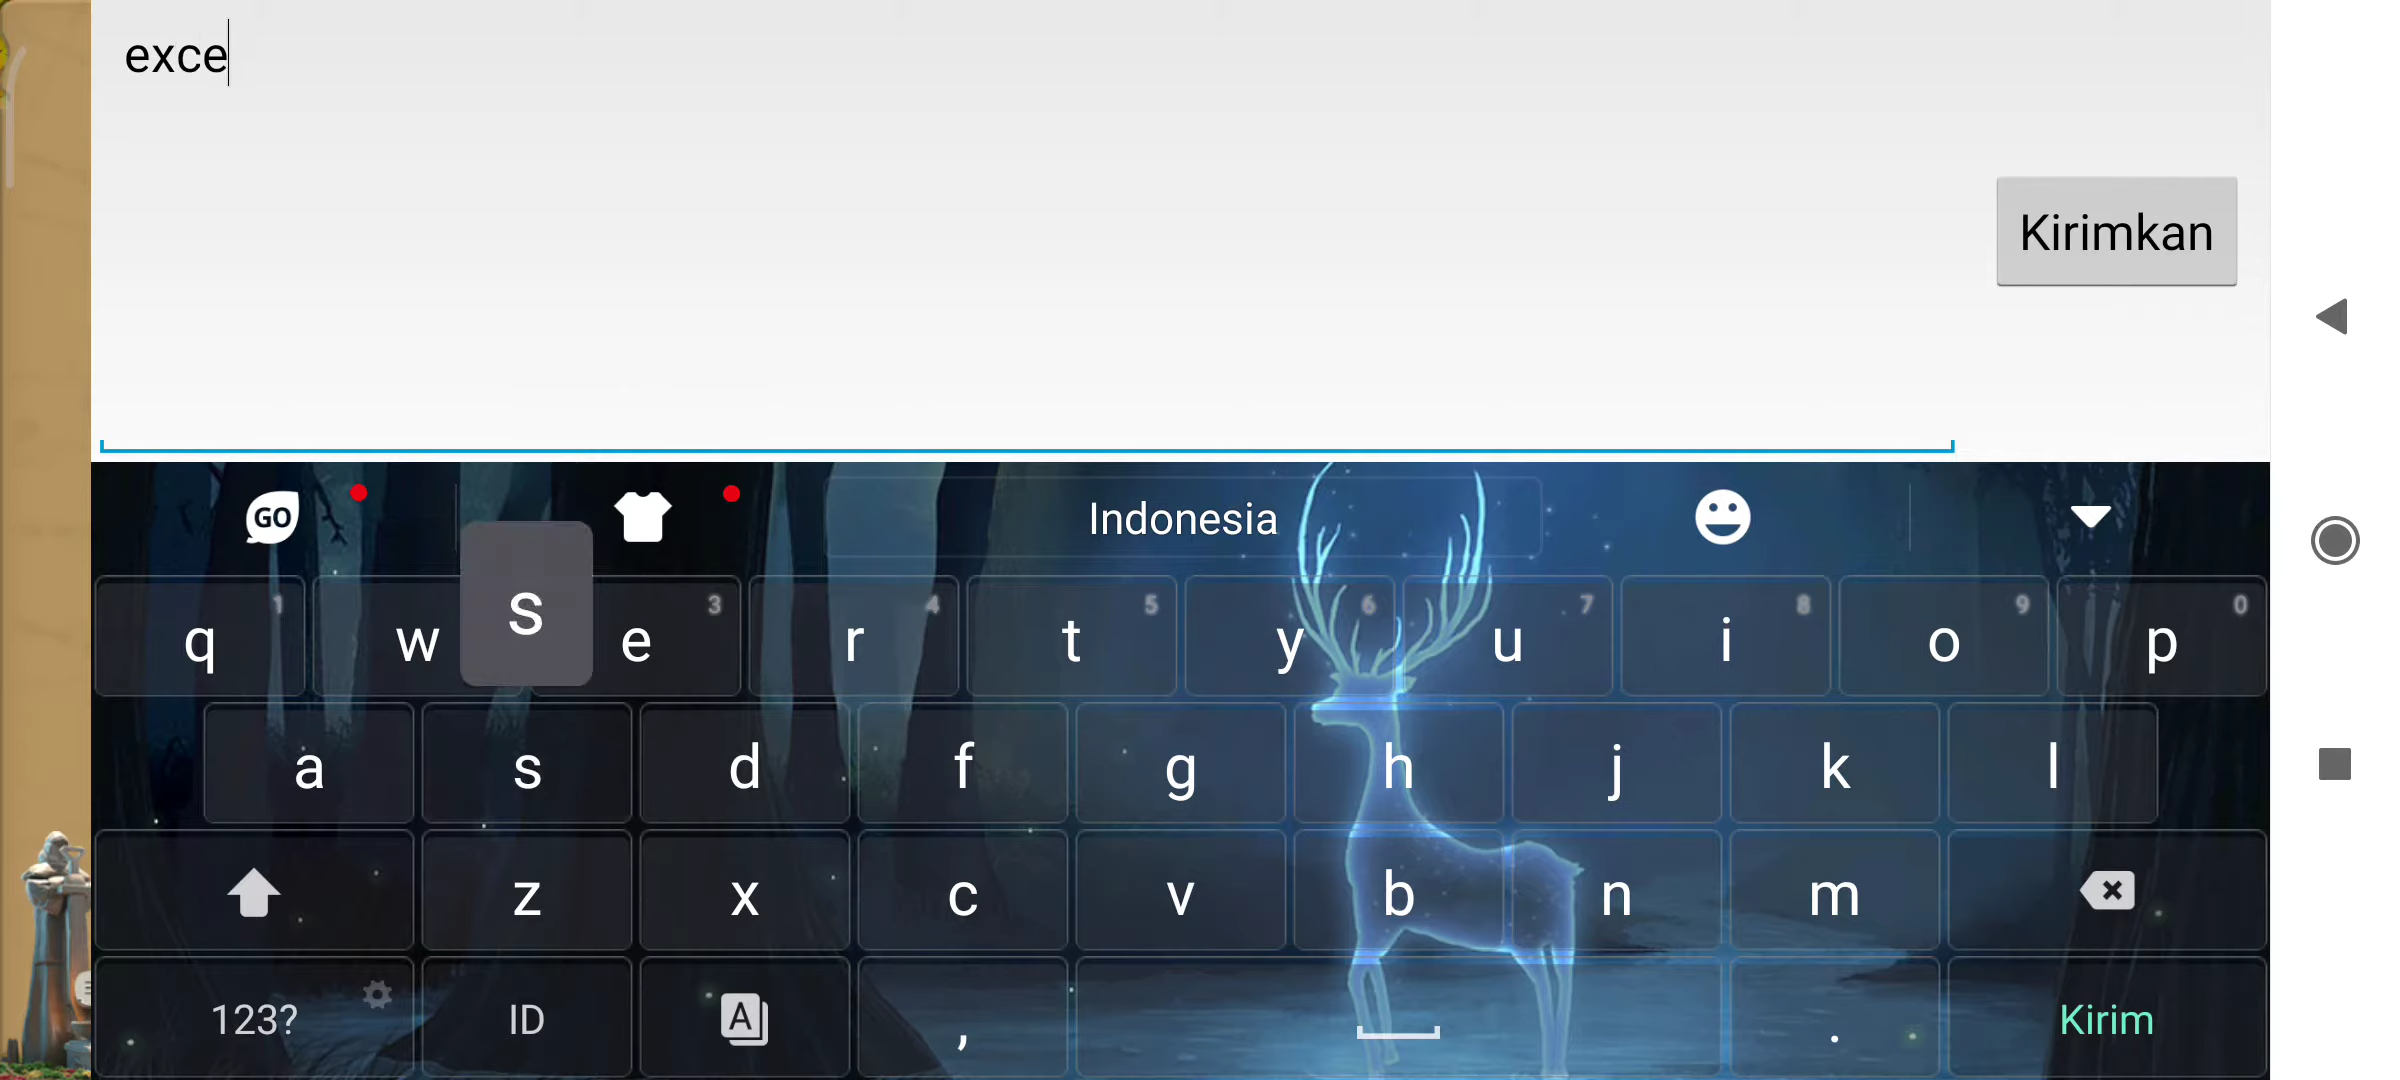 exce
Kirimkan
GO
Indonesia
s
q 1 w e 3 r 4 t 5 y 6 u 7 i 8 o 9 p 0
a s d f g h j k l
z x c v b n m
123? ID A , . Kirim